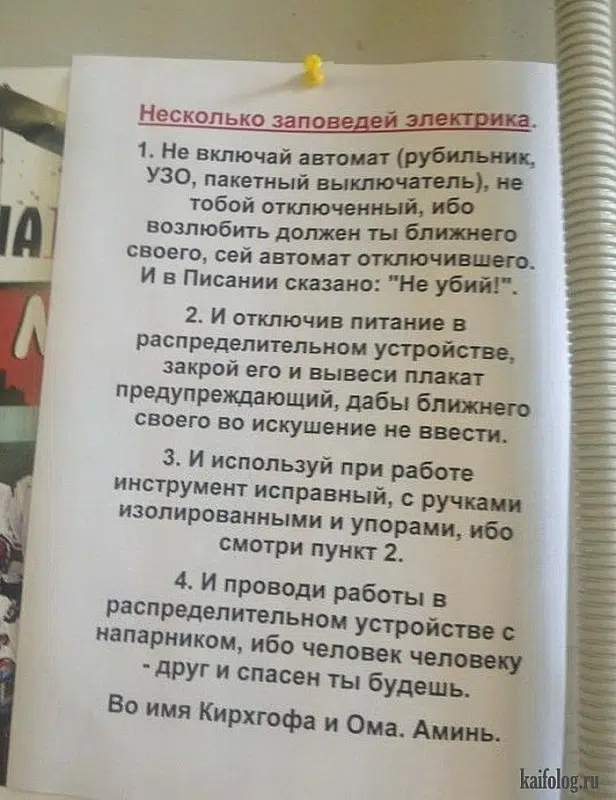 Несколько заповедей электрика.
1. Не включай автомат (рубильник,
УЗО, пакетный выключатель), не
тобой отключенный, ибо
возлюбить должен ты ближнего
своего, сей автомат отключившего.
И в Писании сказано: "Не убий!".
2. И отключив питание в
распределительном устройстве,
закрой его и вывеси плакат
предупреждающий, дабы ближнего
своего во искушение не ввести.
3. И используй при работе
инструмент исправный, с ручками
изолированными и упорами, ибо
смотри пункт 2.
4. И проводи работы в
распределительном устройстве с
напарником, ибо человек человеку
- друг и спасен ты будешь.
Во имя Кирхгофа и Ома. Аминь.
kaifolog.ru